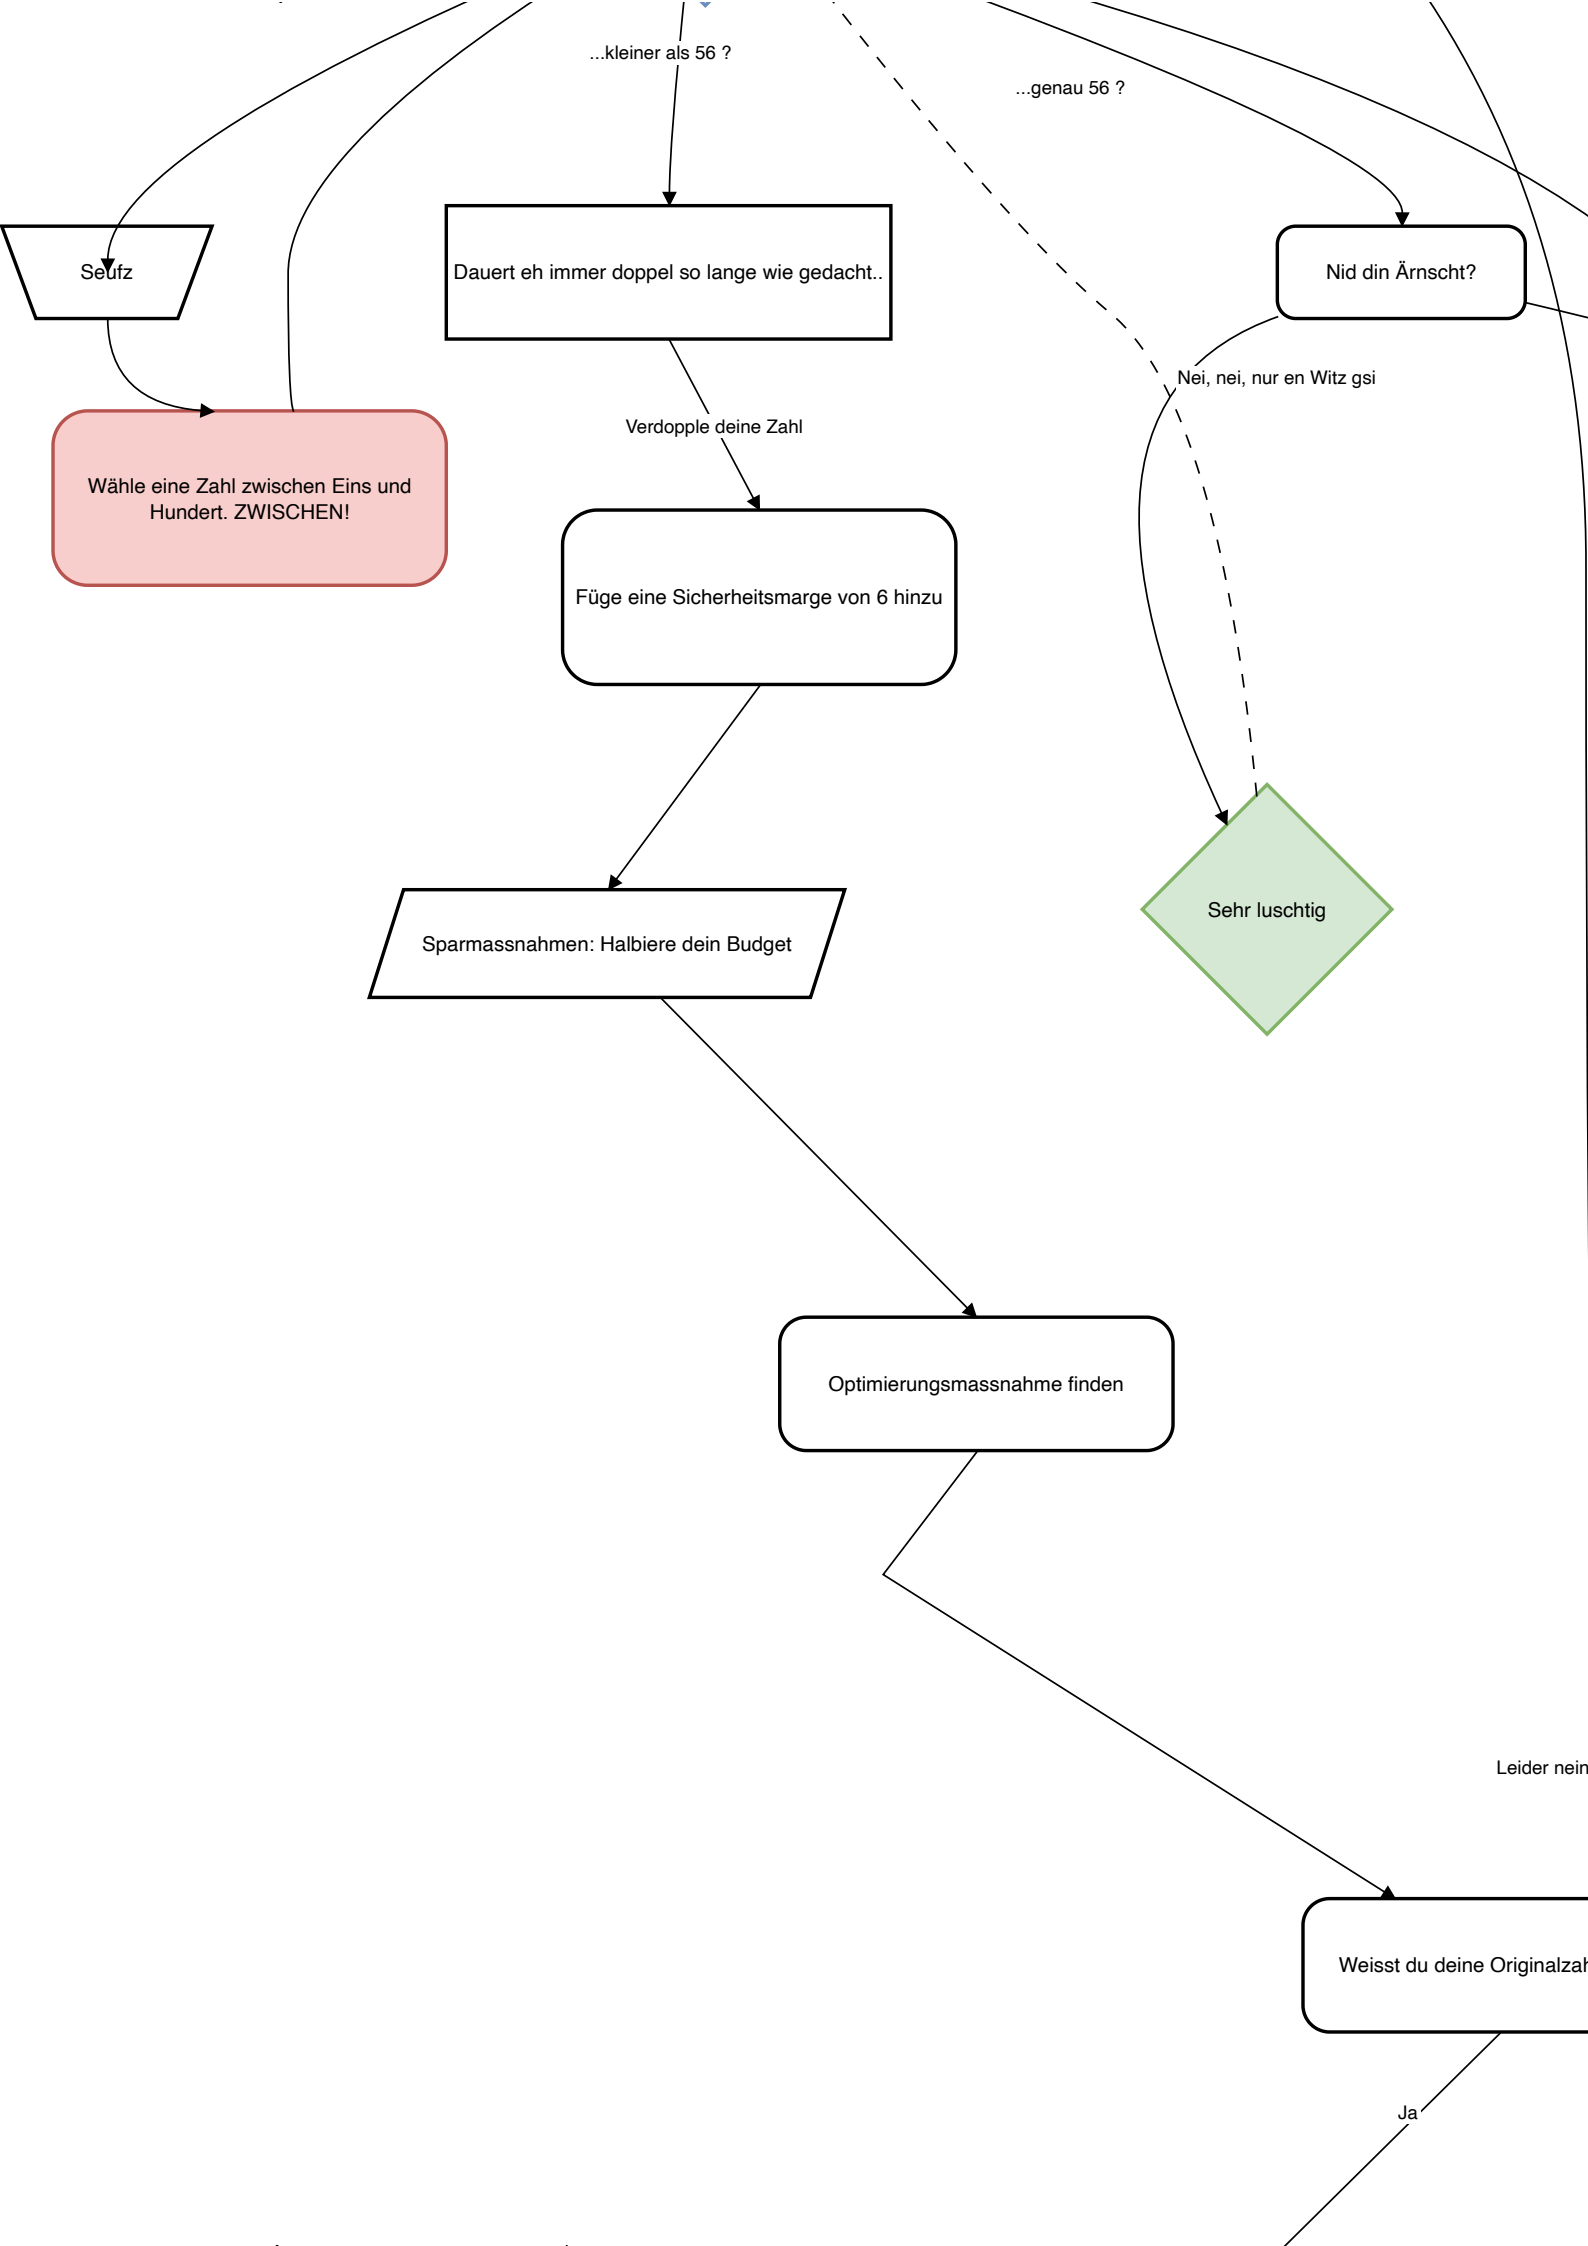 ...kleiner als 56 ?
...genau 56 ?
Seufz
Dauert eh immer doppel so lange wie gedacht..
Nid din Ärnscht?
Nei, nei, nur en Witz gsi
Verdopple deine Zahl
Wähle eine Zahl zwischen Eins und
Hundert. ZWISCHEN!
Füge eine Sicherheitsmarge von 6 hinzu
Sehr luschtig
Sparmassnahmen: Halbiere dein Budget
Optimierungsmassnahme finden
Leider nein
Weisst du deine Originalzah
Ja